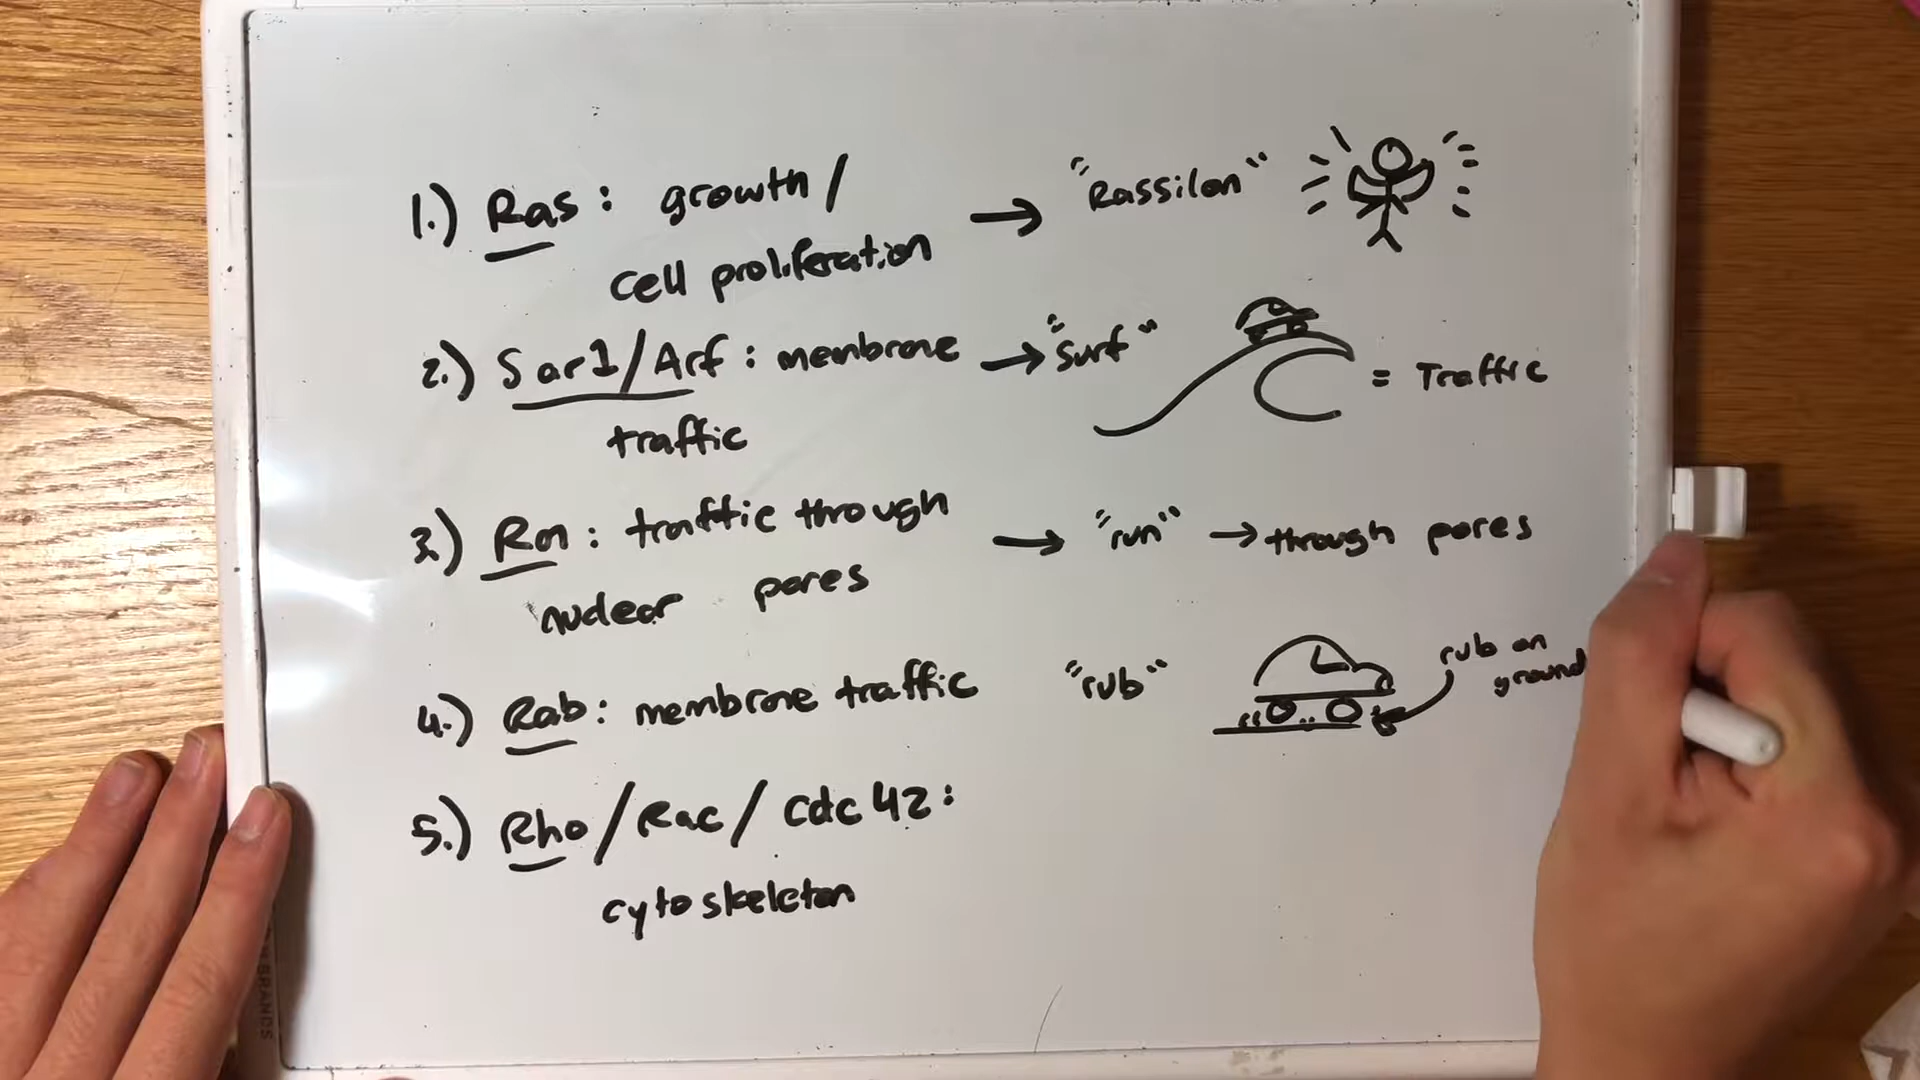 1.) Ras: growth/ → "Rassilon"
cell proliferation
2.) Sar1/Arf: membrane → "surf" = Traffic
traffic
3.) Ran: traffic through → "run" → through pores
nuclear pores
4.) Rab: membrane traffic "rub" rub on
ground
5.) Rho/Rac/cdc42:
cytoskeleton